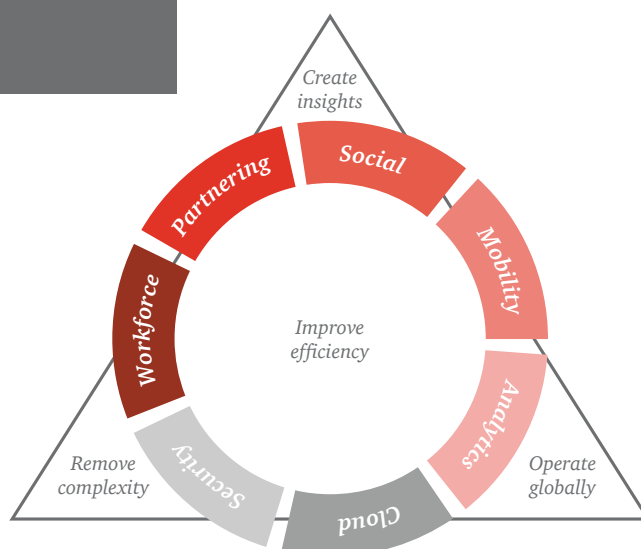 Create
insights
Partnering
Social
Mobility
Workforce
Improve
efficiency
Analytics
Remove
complexity
Security
Cloud
Operate
globally